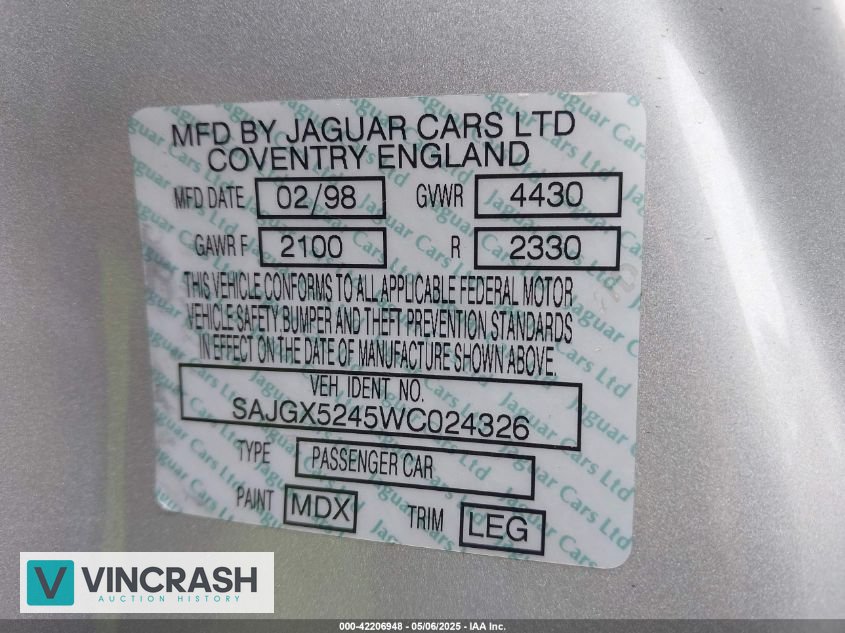 MFD BY JAGUAR CARS LTD
COVENTRY ENGLAND
MFD DATE 02/98 GVWR 4430
GAWR F 2100 R 2330
THIS VEHICLE CONFORMS TO ALL APPLICABLE FEDERAL MOTOR
VEHICLE SAFETY,BUMPER AND THEFT PREVENTION STANDARDS
IN EFFECT ON THE DATE OF MANUFACTURE SHOWN ABOVE.
VEH. IDENT NO.
SAJGX5245WC024326
TYPE PASSENGER CAR
PAINT MDX TRIM LEG
Jaguar Cars Ltd
VINCRASH
AUCTION HISTORY
000-42206948 - 05/06/2025 - IAA Inc.